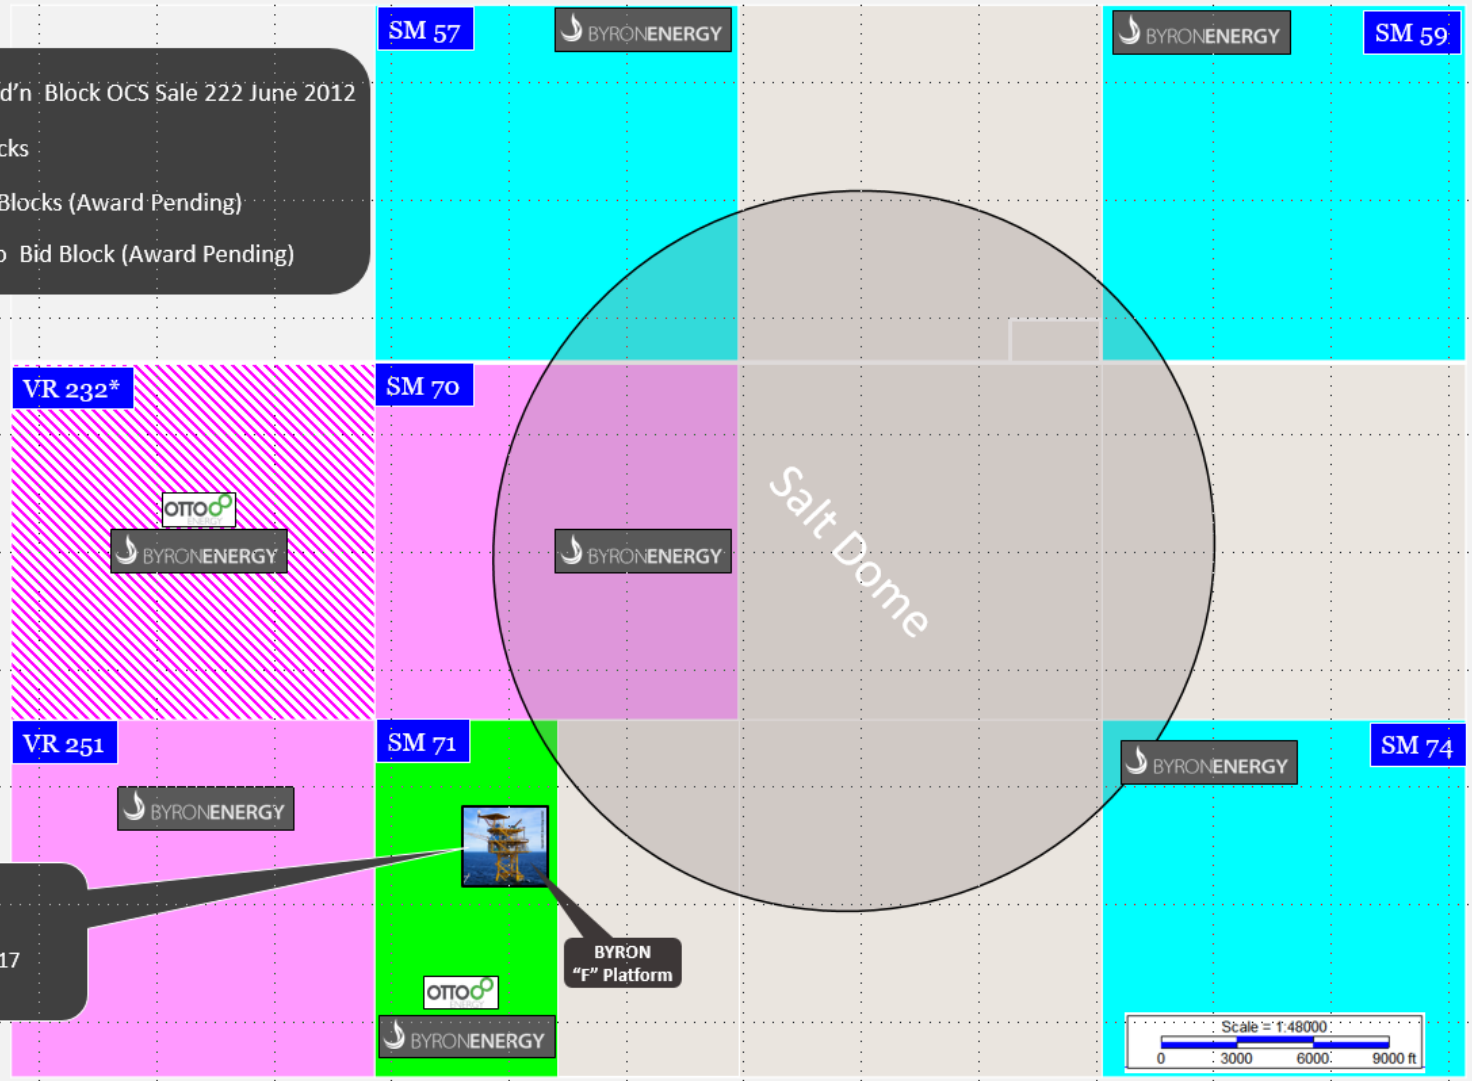 SM 57
BYRONENERGY
BYRONENERGY
SM 59
d’n Block OCS Sale 222 June 2012
cks
Blocks (Award Pending)
Bid Block (Award Pending)
VR 232*
SM 70
OTTO
ENERGY
BYRONENERGY
BYRONENERGY
Salt Dome
VR 251
SM 71
SM 74
BYRONENERGY
BYRONENERGY
17
BYRON
“F” Platform
OTTO
ENERGY
BYRONENERGY
Scale = 1:48000
0 3000 6000 9000 ft